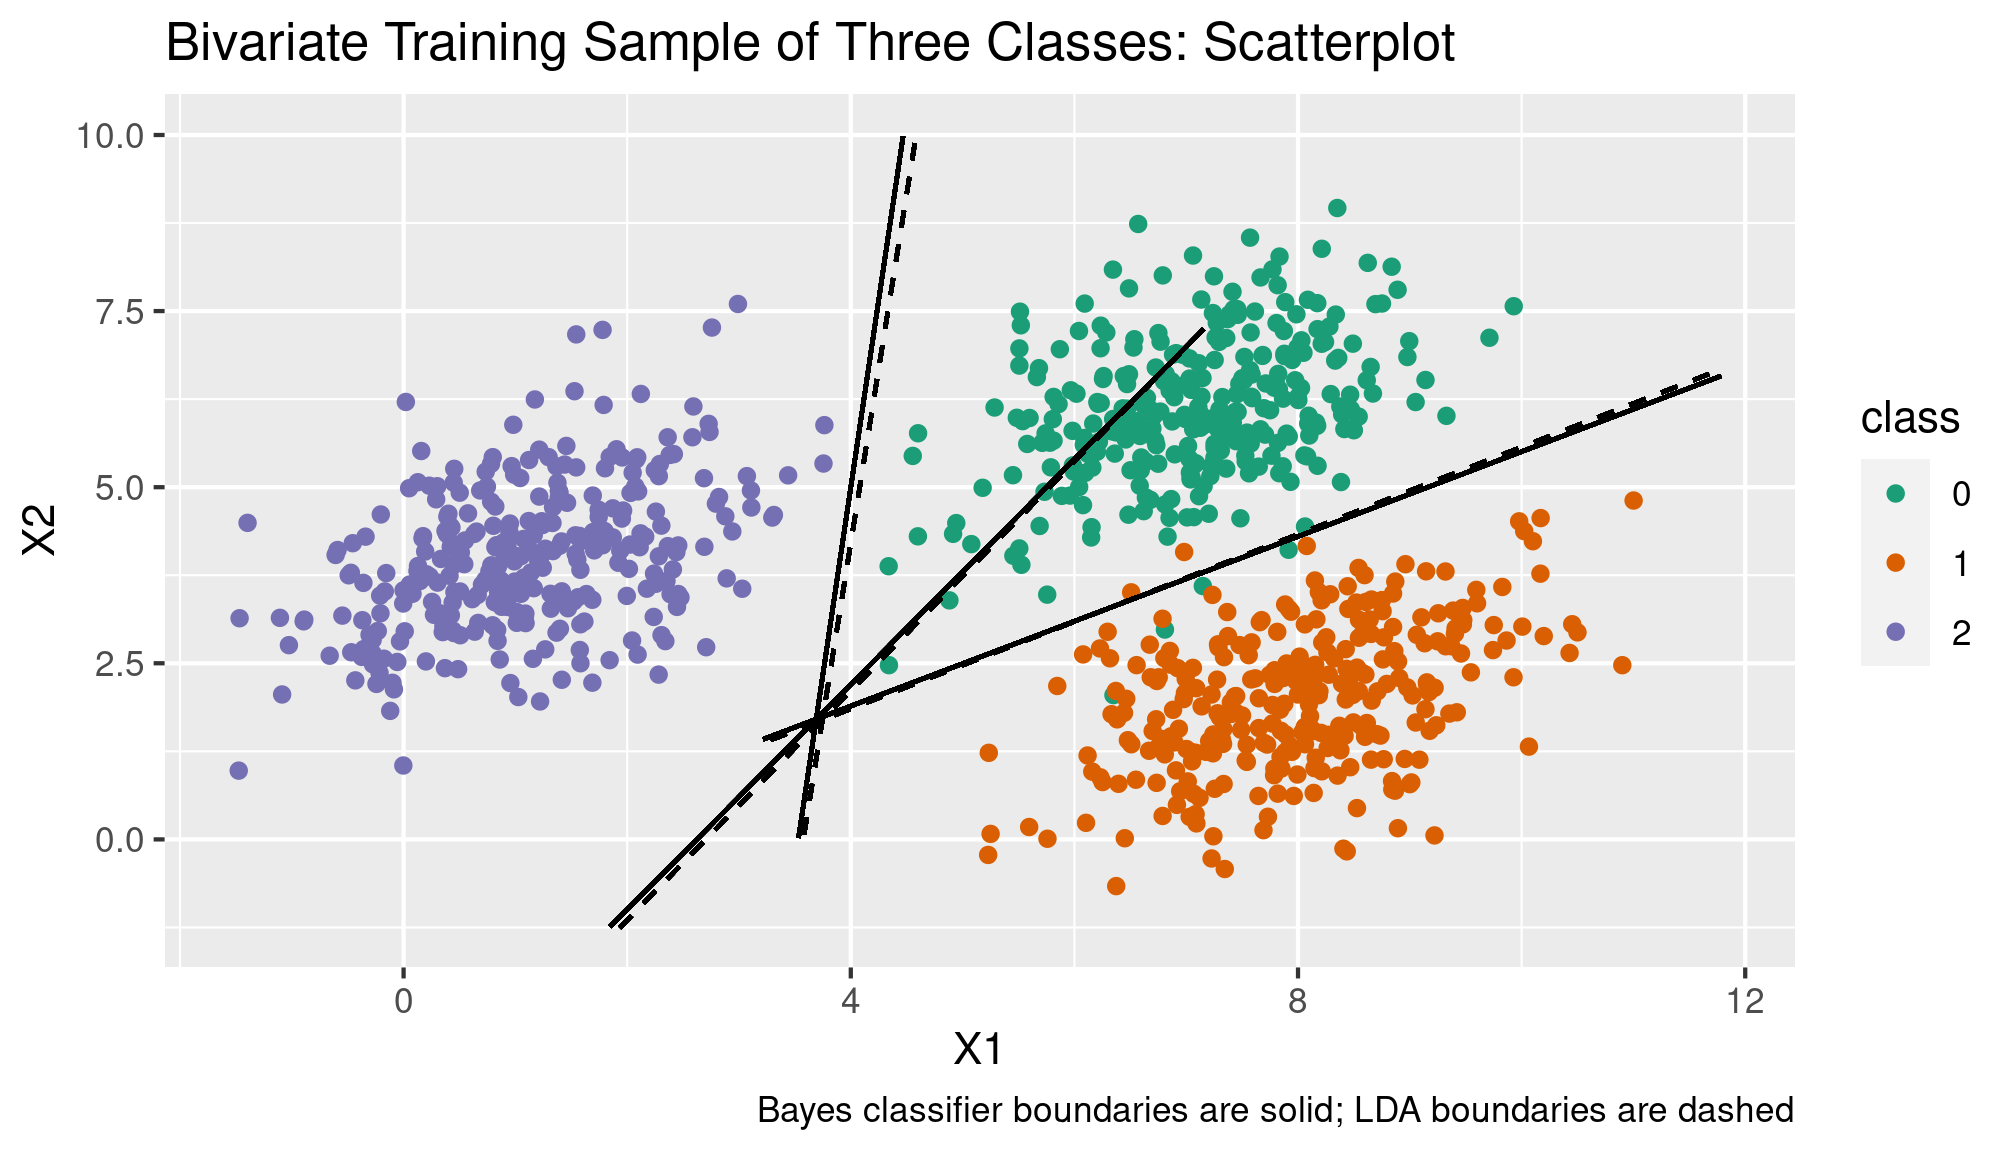 Bivariate Training Sample of Three Classes: Scatterplot
10.0
7.5
5.0
2.5
0.0
X2
0
4
8
12
X1
class
0
1
2
Bayes classifier boundaries are solid; LDA boundaries are dashed